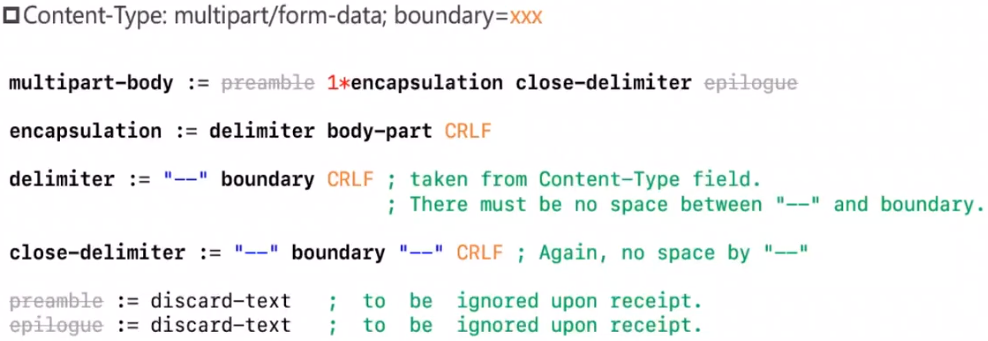 Content-Type: multipart/form-data; boundary=xxx
multipart-body := preamble 1*encapsulation close-delimiter epilogue
encapsulation := delimiter body-part CRLF
delimiter := "--" boundary CRLF ; taken from Content-Type field.
; There must be no space between "--" and boundary.
close-delimiter := "--" boundary "--" CRLF ; Again, no space by "--"
preamble := discard-text ; to be ignored upon receipt.
epilogue := discard-text ; to be ignored upon receipt.